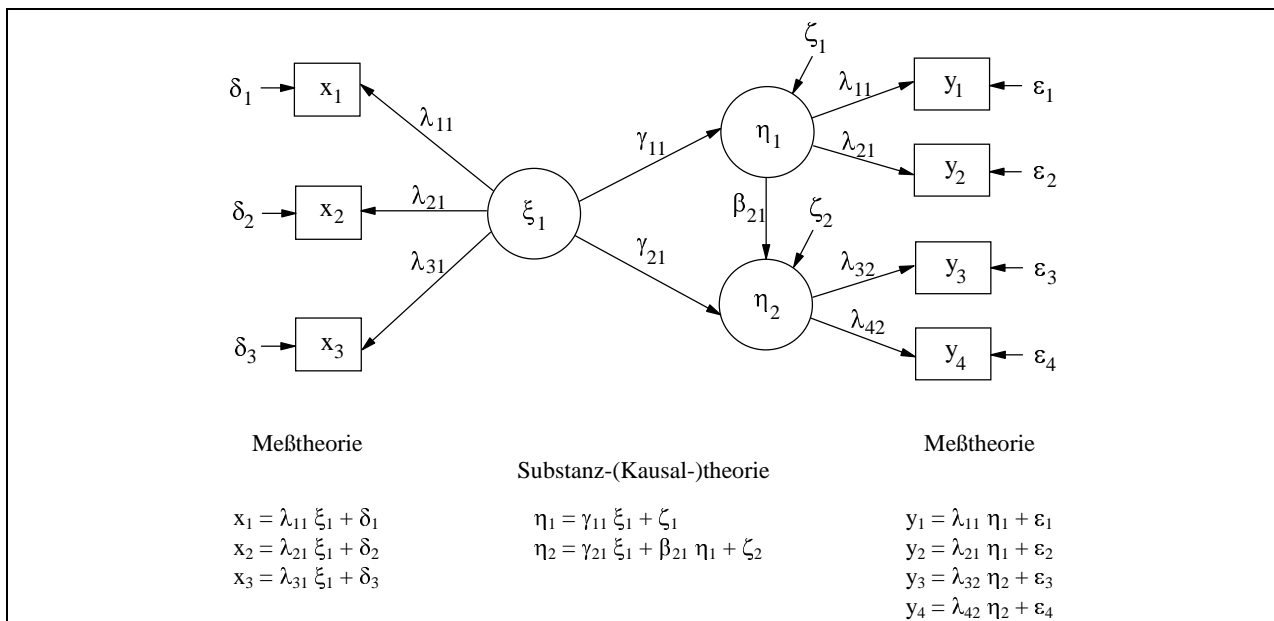 ζ₁
δ₁ x₁ λ₁₁ y₁ ε₁
λ₁₁ η₁
γ₁₁ λ₂₁ y₂ ε₂
δ₂ x₂ λ₂₁ ξ₁ β₂₁ ζ₂
λ₃₁ γ₂₁ λ₃₂ y₃ ε₃
η₂
δ₃ x₃ λ₄₂ y₄ ε₄
Meßtheorie
Substanz-(Kausal-)theorie
Meßtheorie
x₁ = λ₁₁ ξ₁ + δ₁
x₂ = λ₂₁ ξ₁ + δ₂
x₃ = λ₃₁ ξ₁ + δ₃
η₁ = γ₁₁ ξ₁ + ζ₁
η₂ = γ₂₁ ξ₁ + β₂₁ η₁ + ζ₂
y₁ = λ₁₁ η₁ + ε₁
y₂ = λ₂₁ η₁ + ε₂
y₃ = λ₃₂ η₂ + ε₃
y₄ = λ₄₂ η₂ + ε₄